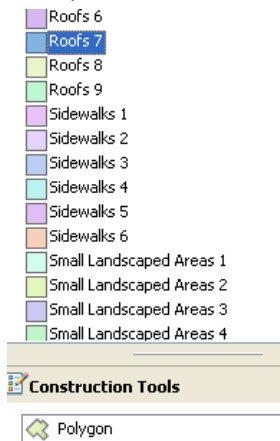 Roofs 6
Roofs 7
Roofs 8
Roofs 9
Sidewalks 1
Sidewalks 2
Sidewalks 3
Sidewalks 4
Sidewalks 5
Sidewalks 6
Small Landscaped Areas 1
Small Landscaped Areas 2
Small Landscaped Areas 3
Small Landscaped Areas 4
Construction Tools
Polygon